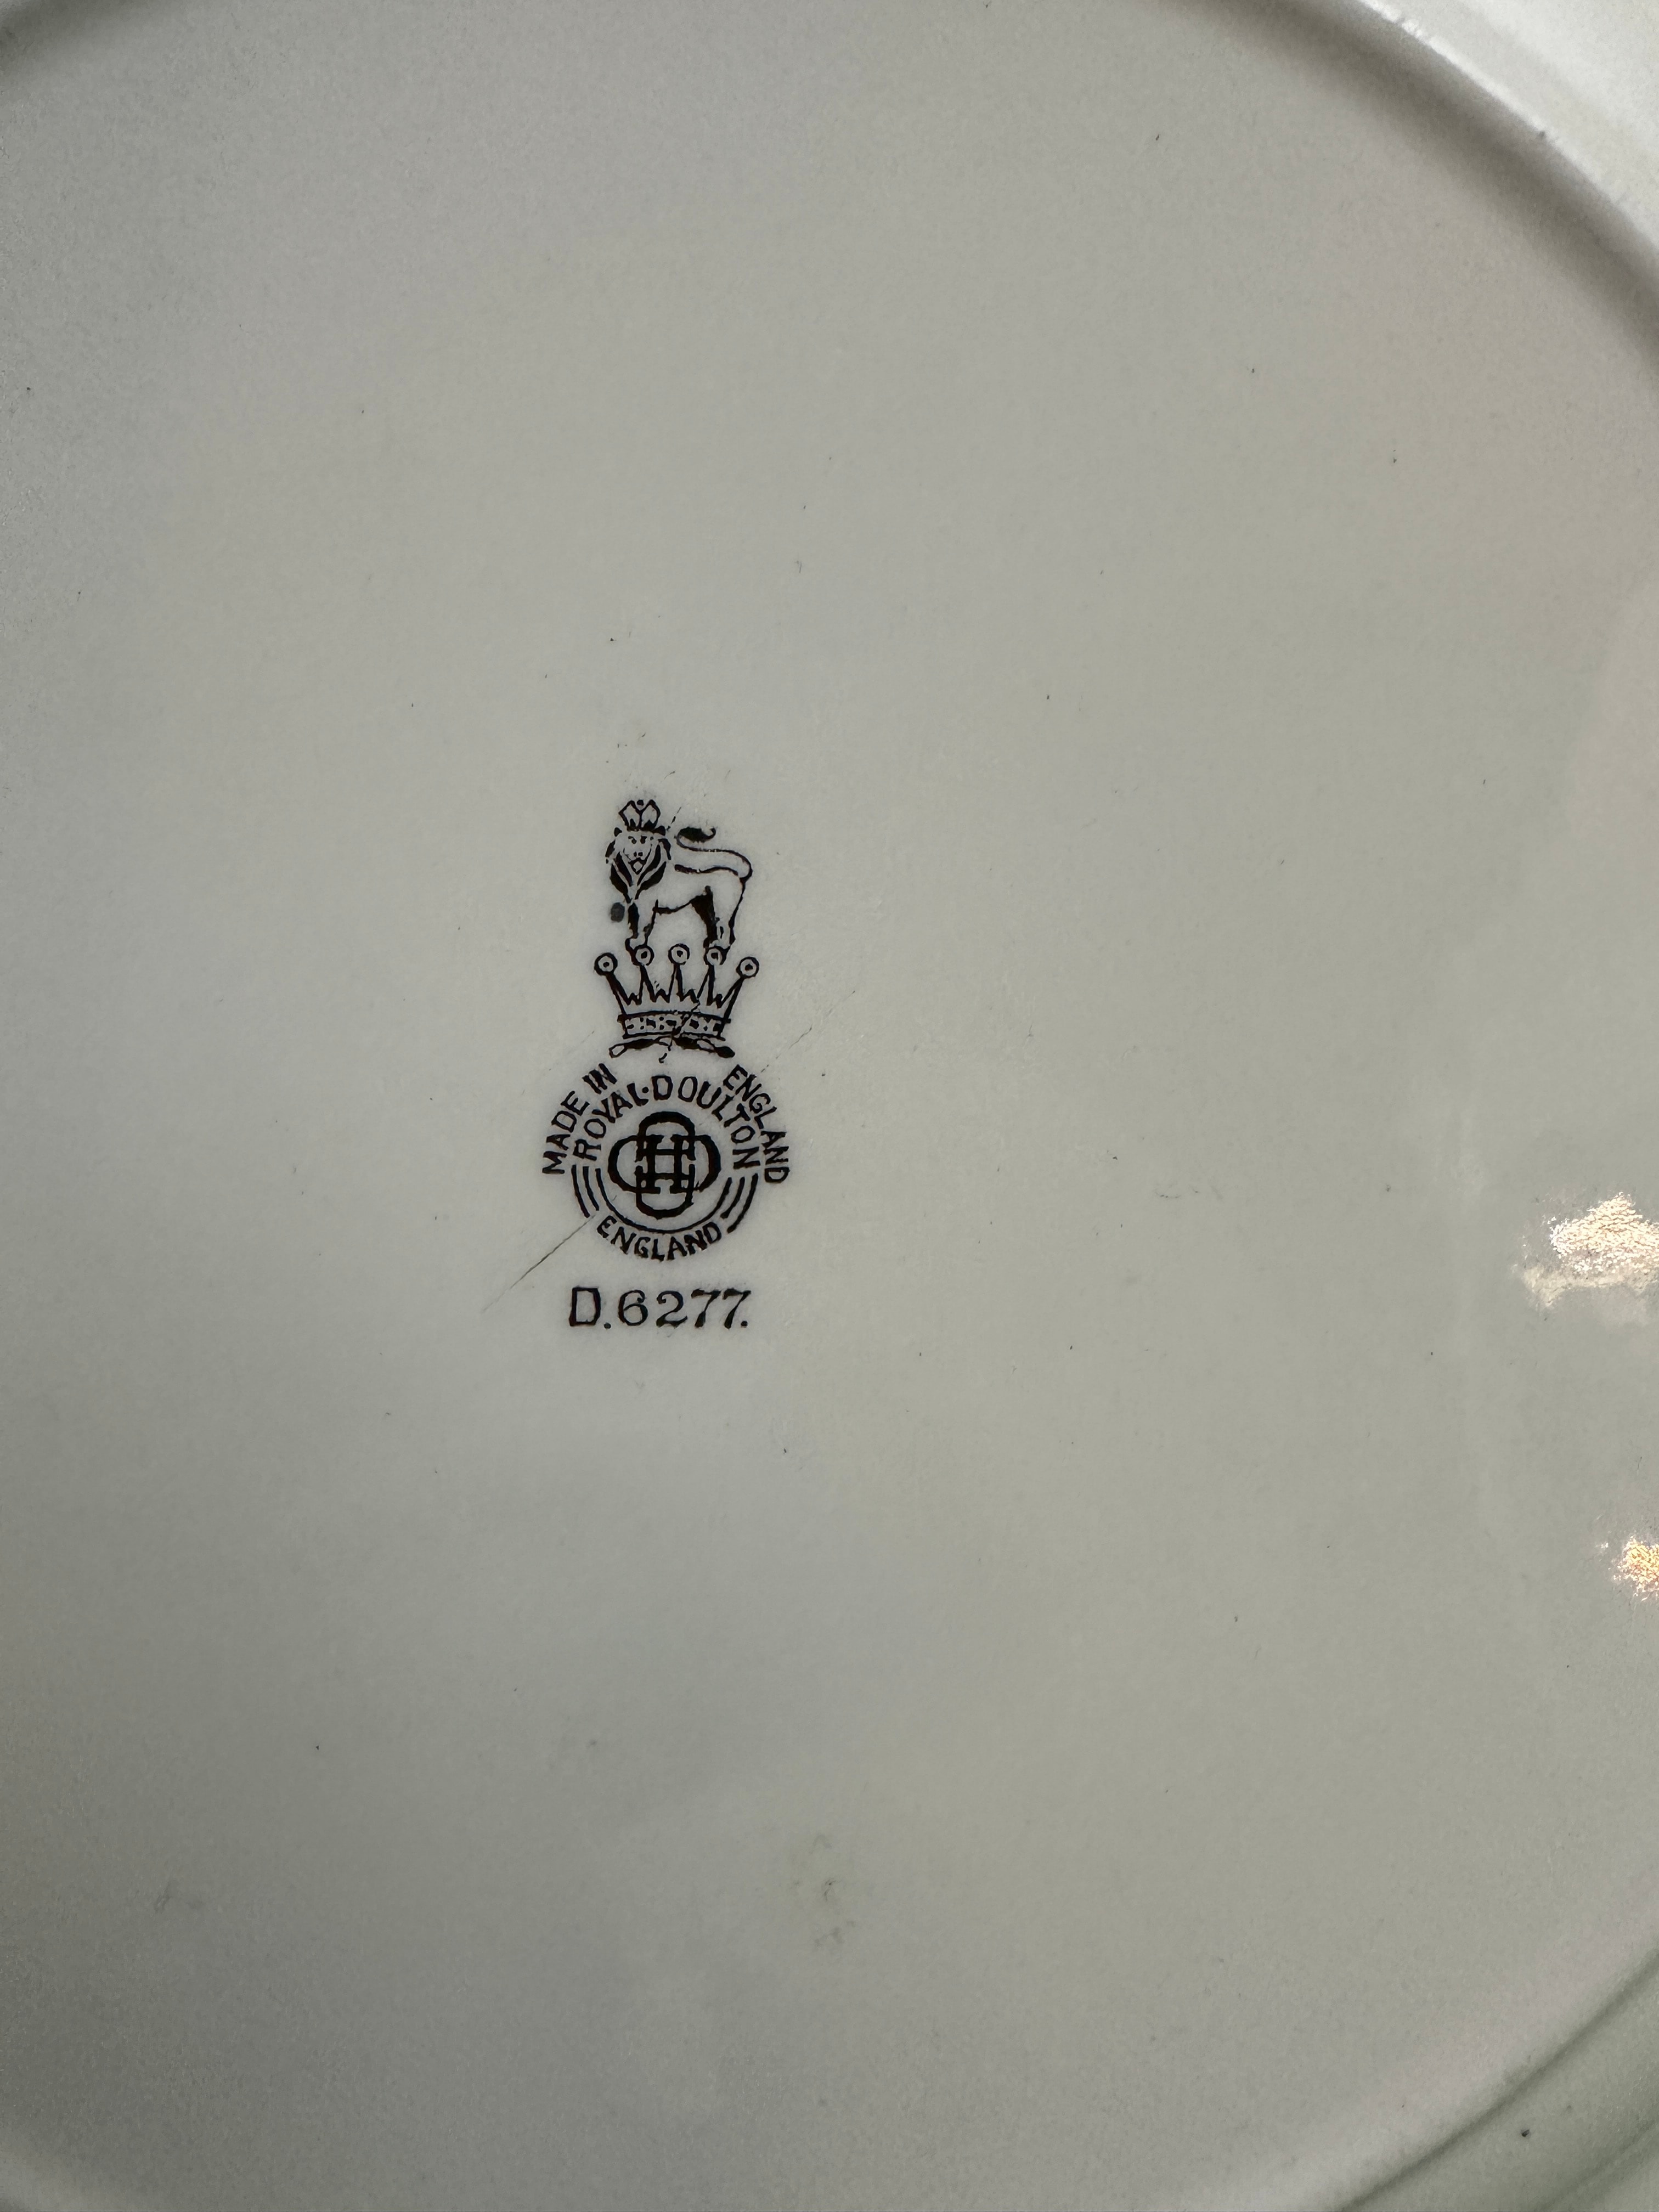 MADE IN ENGLAND
ROYAL·DOULTON
ENGLAND
D.6277.